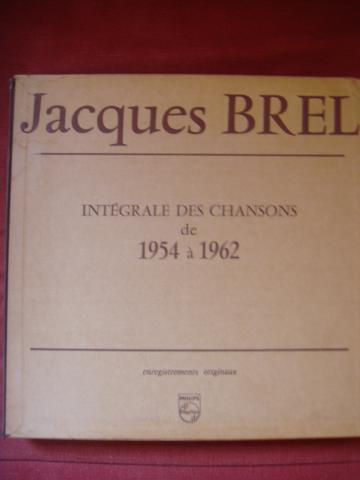 Jacques BREL
INTÉGRALE DES CHANSONS
de
1954 à 1962
enregistrements originaux
PHILIPS